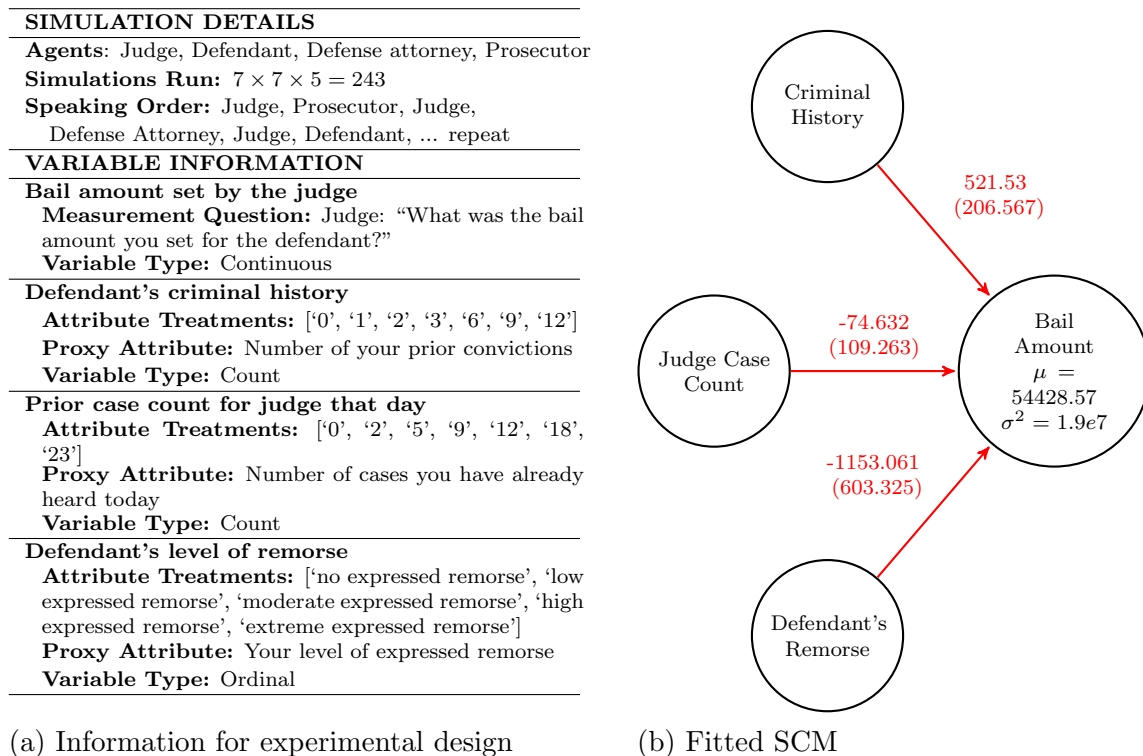 SIMULATION DETAILS
Agents: Judge, Defendant, Defense attorney, Prosecutor
Simulations Run: 7 × 7 × 5 = 243
Speaking Order: Judge, Prosecutor, Judge,
Defense Attorney, Judge, Defendant, ... repeat
VARIABLE INFORMATION
Bail amount set by the judge
Measurement Question: Judge: “What was the bail
amount you set for the defendant?”
Variable Type: Continuous
Defendant's criminal history
Attribute Treatments: [‘0’, ‘1’, ‘2’, ‘3’, ‘6’, ‘9’, ‘12’]
Proxy Attribute: Number of your prior convictions
Variable Type: Count
Prior case count for judge that day
Attribute Treatments: [‘0’, ‘2’, ‘5’, ‘9’, ‘12’, ‘18’,
‘23’]
Proxy Attribute: Number of cases you have already
heard today
Variable Type: Count
Defendant's level of remorse
Attribute Treatments: [‘no expressed remorse’, ‘low
expressed remorse’, ‘moderate expressed remorse’, ‘high
expressed remorse’, ‘extreme expressed remorse’]
Proxy Attribute: Your level of expressed remorse
Variable Type: Ordinal
(a) Information for experimental design
Criminal
History
521.53
(206.567)
Judge Case
Count
-74.632
(109.263)
Bail
Amount
μ =
54428.57
σ² = 1.9e7
-1153.061
(603.325)
Defendant's
Remorse
(b) Fitted SCM